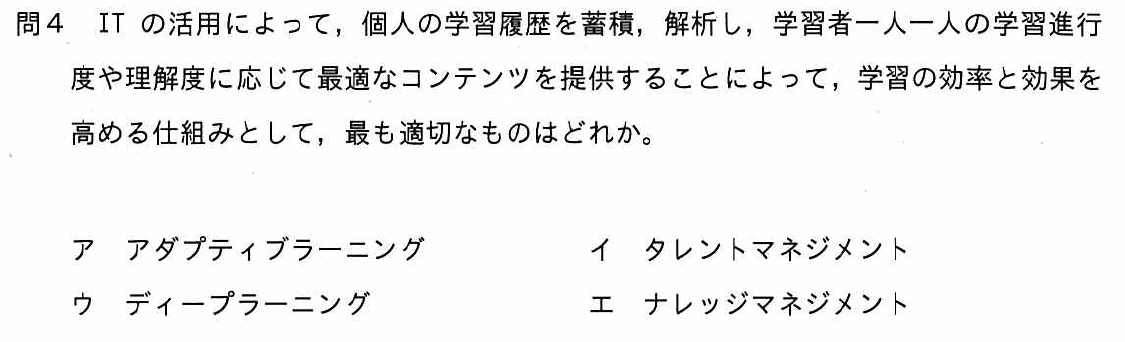 問４　IT の活用によって，個人の学習履歴を蓄積，解析し，学習者一人一人の学習進行
度や理解度に応じて最適なコンテンツを提供することによって，学習の効率と効果を
高める仕組みとして，最も適切なものはどれか。
ア　アダプティブラーニング　　イ　タレントマネジメント
ウ　ディープラーニング　　エ　ナレッジマネジメント